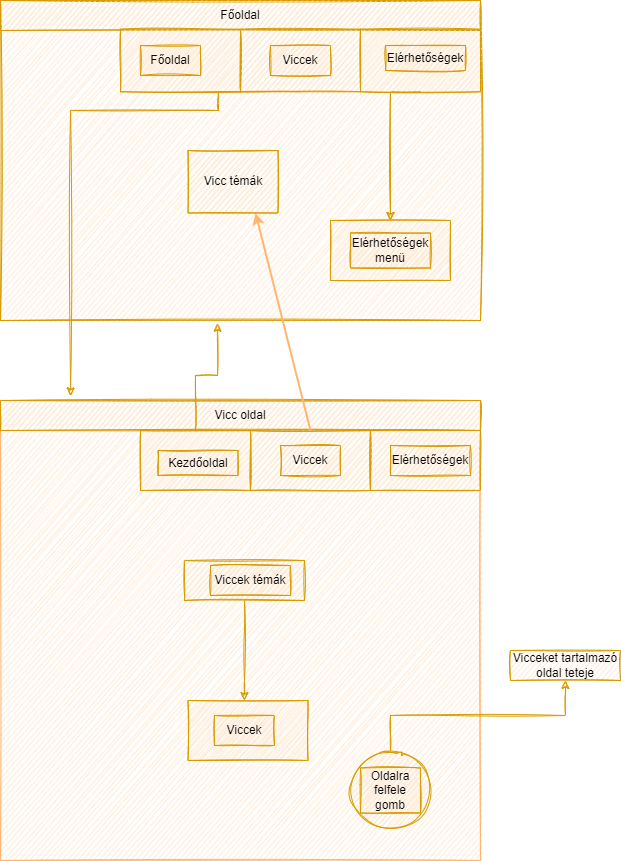 Főoldal
Főoldal
Viccek
Elérhetőségek
Vicc témák
Elérhetőségek
menü
Vicc oldal
Kezdőoldal
Viccek
Elérhetőségek
Viccek témák
Vicceket tartalmazó
oldal teteje
Viccek
Oldalra
felfele
gomb